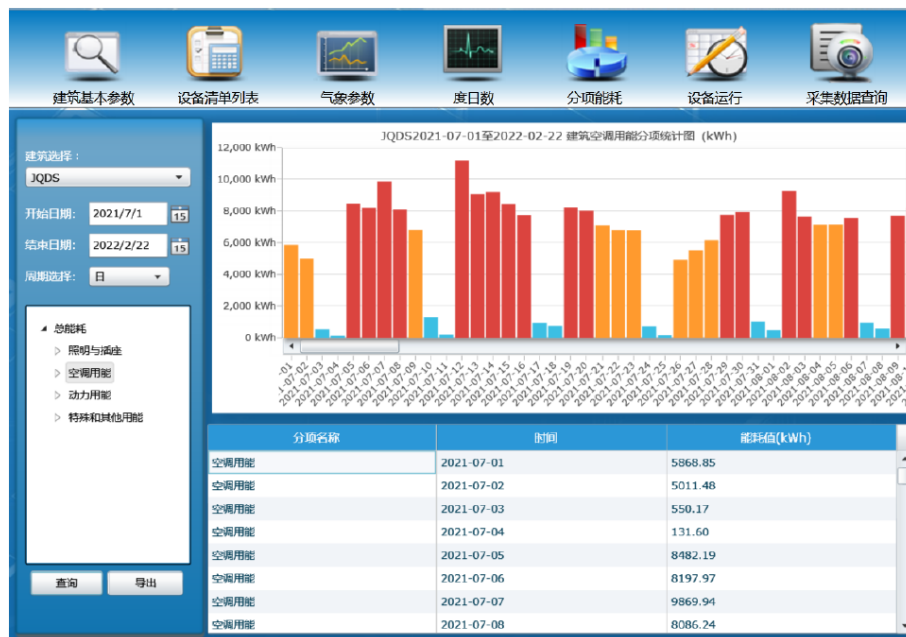 建筑基本参数 设备清单列表 气象参数 度日数 分项能耗 设备运行 采集数据查询
建筑选择：
JQDS
开始日期: 2021/7/1 15
结束日期: 2022/2/22 15
周期选择: 日
总能耗
照明与插座
空调用能
动力用能
特殊和其他用能
查询 导出
JQDS2021-07-01至2022-02-22 建筑空调用能分项统计图 (kWh)
12,000 kWh
10,000 kWh
8,000 kWh
6,000 kWh
4,000 kWh
2,000 kWh
0 kWh
-01
2021-07-02
2021-07-03
2021-07-04
2021-07-05
2021-07-06
2021-07-07
2021-07-08
2021-07-09
2021-07-10
2021-07-11
2021-07-12
2021-07-13
2021-07-14
2021-07-15
2021-07-16
2021-07-17
2021-07-18
2021-07-19
2021-07-20
2021-07-21
2021-07-22
2021-07-23
2021-07-24
2021-07-25
2021-07-26
2021-07-27
2021-07-28
2021-07-29
2021-07-30
2021-07-31
2021-08-01
2021-08-02
2021-08-03
2021-08-04
2021-08-05
2021-08-06
2021-08-07
2021-08-08
2021-08-09
分项名称 时间 能耗值(kWh)
空调用能 2021-07-01 5868.85
空调用能 2021-07-02 5011.48
空调用能 2021-07-03 550.17
空调用能 2021-07-04 131.60
空调用能 2021-07-05 8482.19
空调用能 2021-07-06 8197.97
空调用能 2021-07-07 9869.94
空调用能 2021-07-08 8086.24